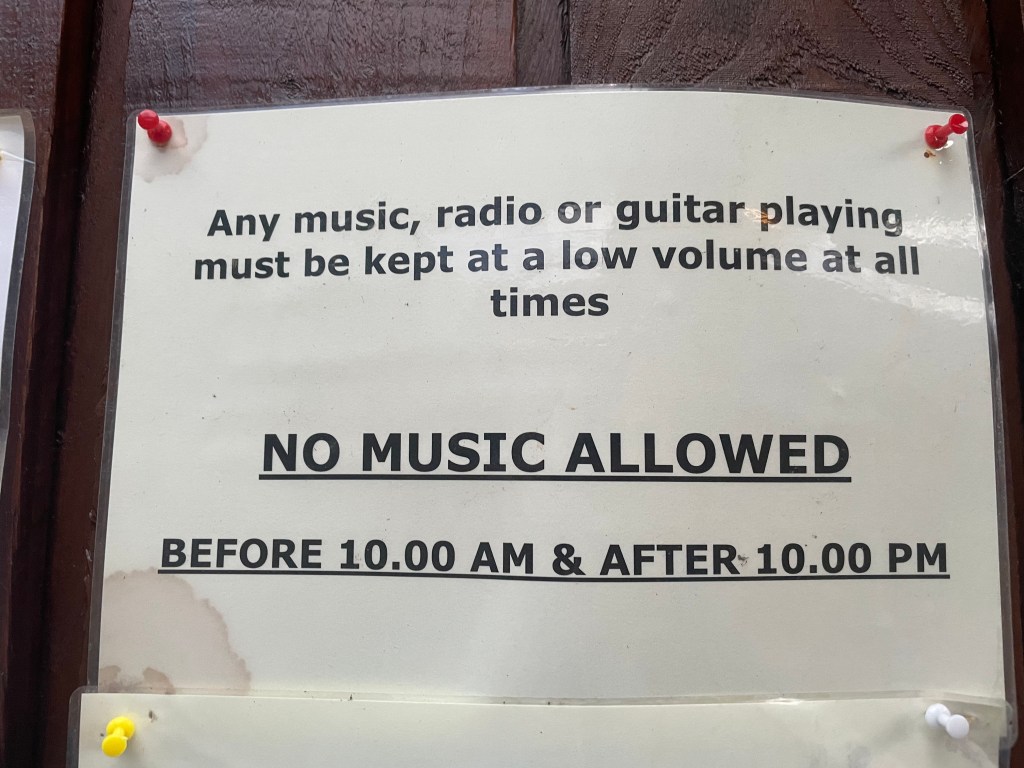 Any music, radio or guitar playing
must be kept at a low volume at all
times
NO MUSIC ALLOWED
BEFORE 10.00 AM & AFTER 10.00 PM